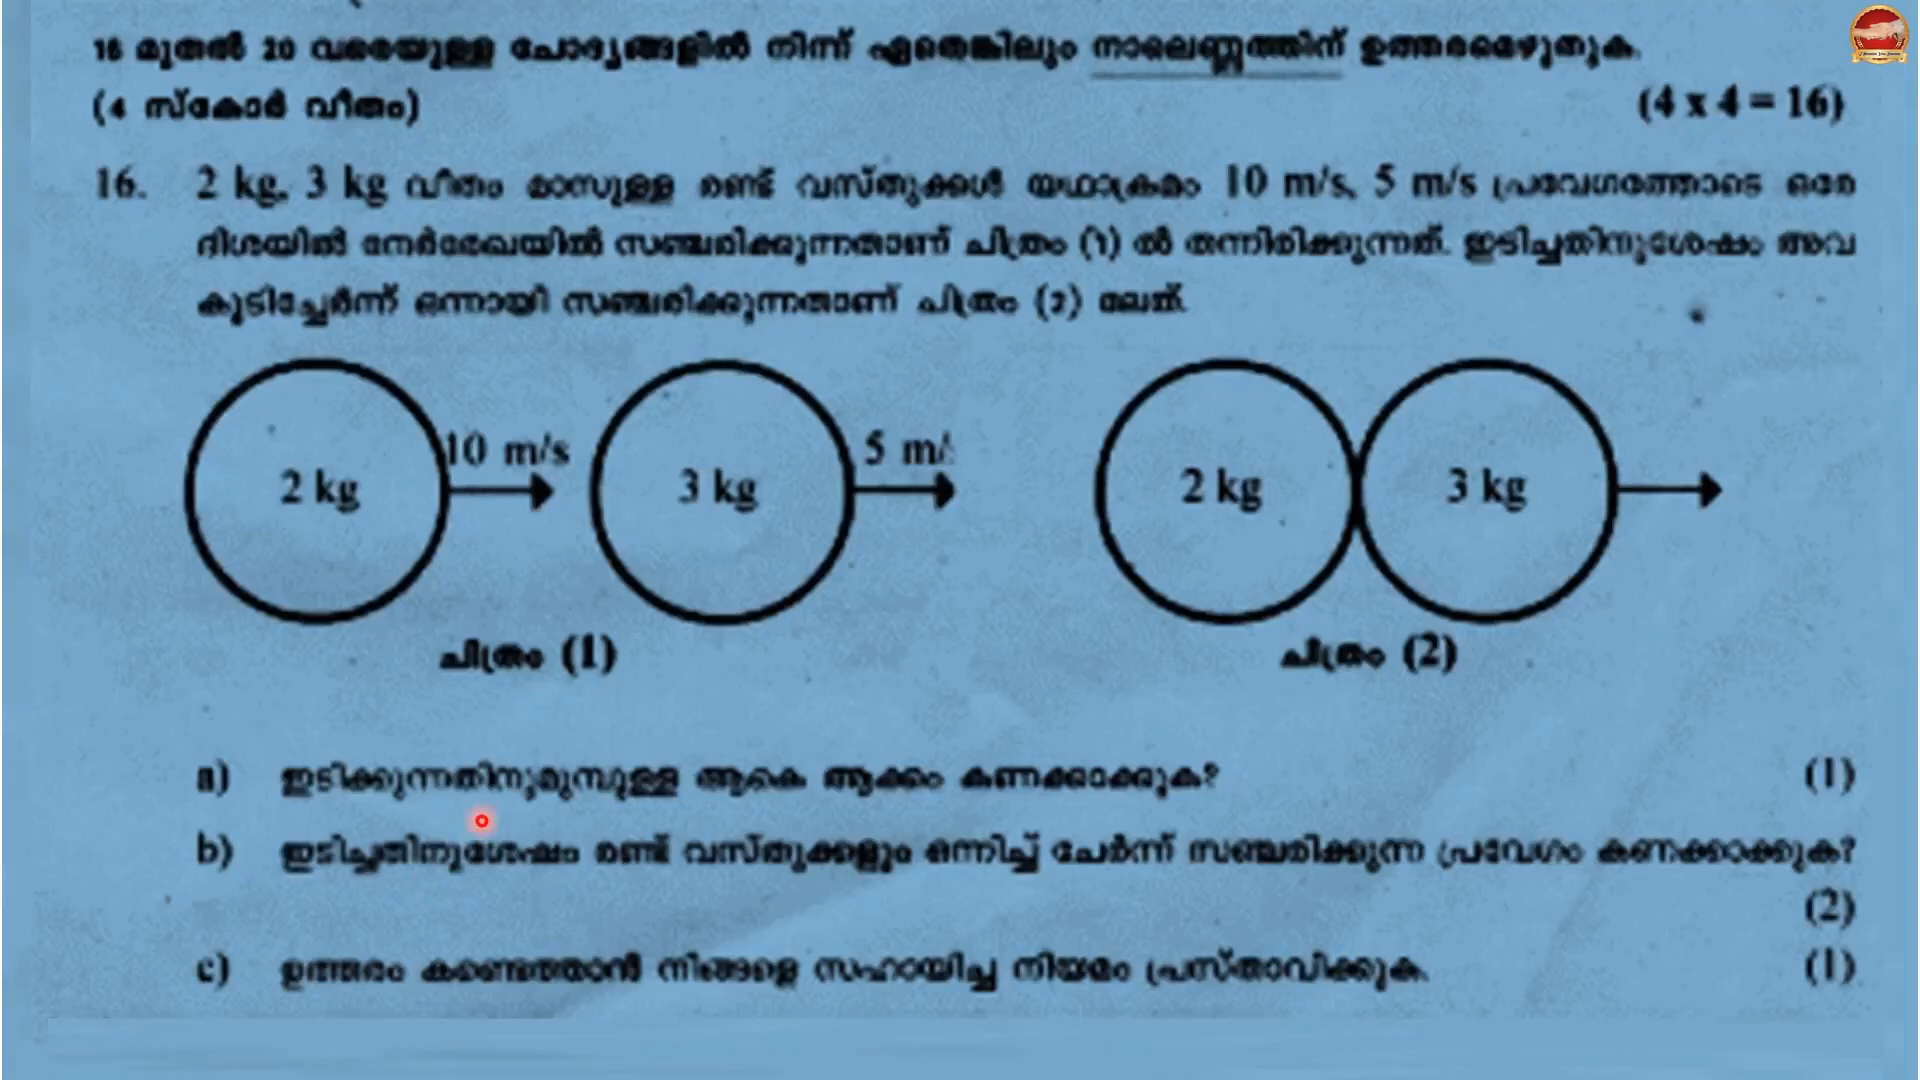 16 മുതൽ 20 വരെയുള്ള ചോദ്യങ്ങളിൽ നിന്ന് ഏതെങ്കിലും നാലെണ്ണത്തിന് ഉത്തരമെഴുതുക.
(4 സ്കോർ വീതം) (4 x 4 = 16)
16. 2 kg, 3 kg വീതം മാസുള്ള രണ്ട് വസ്തുക്കൾ യഥാക്രമം 10 m/s, 5 m/s പ്രവേഗത്തോടെ ഒരേ
ദിശയിൽ നേർരേഖയിൽ സഞ്ചരിക്കുന്നതാണ് ചിത്രം (1) ൽ തന്നിരിക്കുന്നത്. ഇടിച്ചതിനുശേഷം അവ
കൂടിച്ചേർന്ന് ഒന്നായി സഞ്ചരിക്കുന്നതാണ് ചിത്രം (2) ലേത്.
10 m/s 5 m/
2 kg 3 kg 2 kg 3 kg
ചിത്രം (1) ചിത്രം (2)
a) ഇടിക്കുന്നതിനുമുമ്പുള്ള ആകെ ആക്കം കണക്കാക്കുക? (1)
b) ഇടിച്ചതിനുശേഷം രണ്ട് വസ്തുക്കളും ഒന്നിച്ച് ചേർന്ന് സഞ്ചരിക്കുന്ന പ്രവേഗം കണക്കാക്കുക?
(2)
c) ഉത്തരം കണ്ടെത്താൻ നിങ്ങളെ സഹായിച്ച നിയമം പ്രസ്താവിക്കുക. (1)